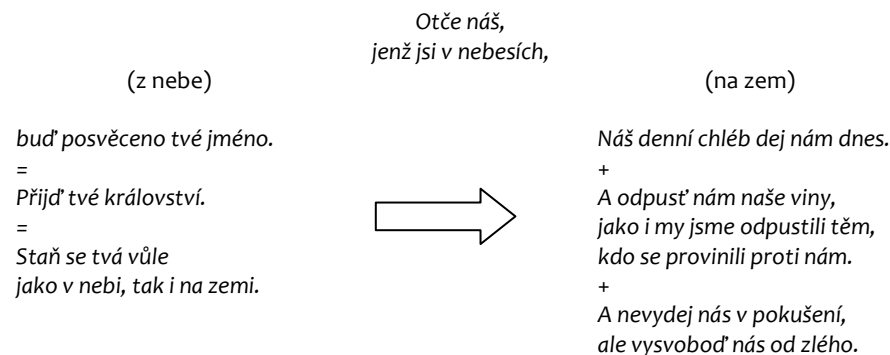 Otče náš,
jenž jsi v nebesích,
(z nebe)
(na zem)
buď posvěceno tvé jméno.
=
Přijď tvé království.
=
Staň se tvá vůle
jako v nebi, tak i na zemi.
Náš denní chléb dej nám dnes.
+
A odpusť nám naše viny,
jako i my jsme odpustili těm,
kdo se provinili proti nám.
+
A nevydej nás v pokušení,
ale vysvoboď nás od zlého.